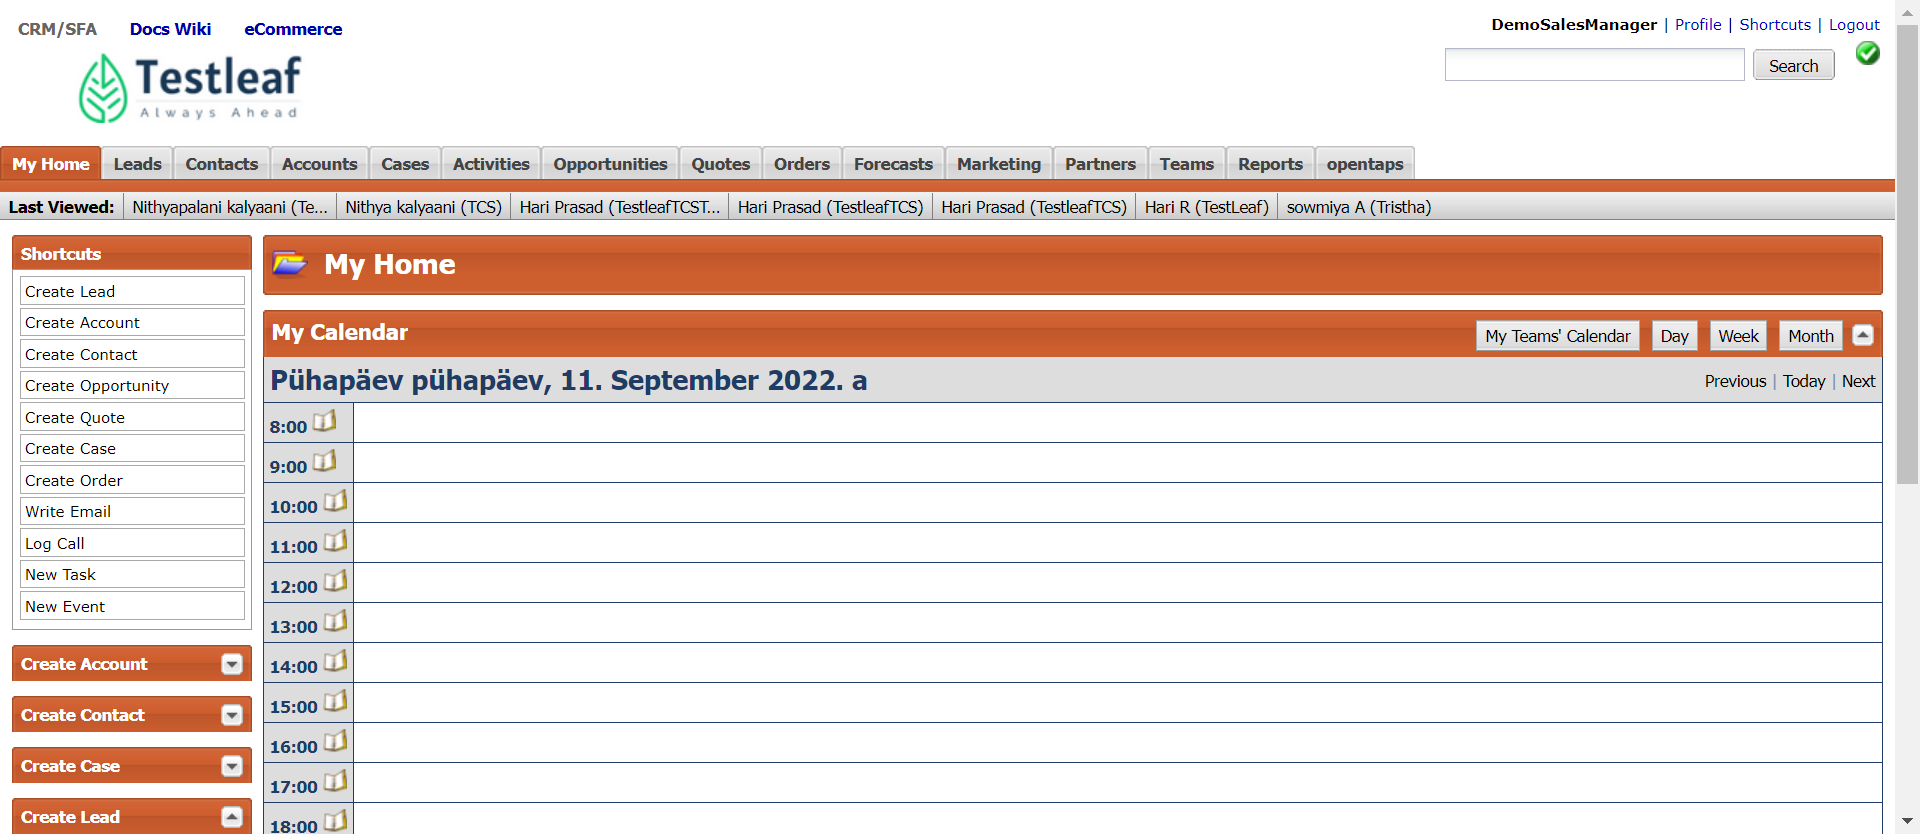 CRM/SFA Docs Wiki eCommerce
DemoSalesManager | Profile | Shortcuts | Logout
Testleaf
Always Ahead
Search
My Home Leads Contacts Accounts Cases Activities Opportunities Quotes Orders Forecasts Marketing Partners Teams Reports opentaps
Last Viewed: Nithyapalani kalyaani (Te... Nithya kalyaani (TCS) Hari Prasad (TestleafTCST... Hari Prasad (TestleafTCS) Hari Prasad (TestleafTCS) Hari R (TestLeaf) sowmiya A (Tristha)
Shortcuts
Create Lead
Create Account
Create Contact
Create Opportunity
Create Quote
Create Case
Create Order
Write Email
Log Call
New Task
New Event
Create Account
Create Contact
Create Case
Create Lead
My Home
My Calendar
My Teams' Calendar Day Week Month
Pühapäev pühapäev, 11. September 2022. a
Previous | Today | Next
8:00
9:00
10:00
11:00
12:00
13:00
14:00
15:00
16:00
17:00
18:00